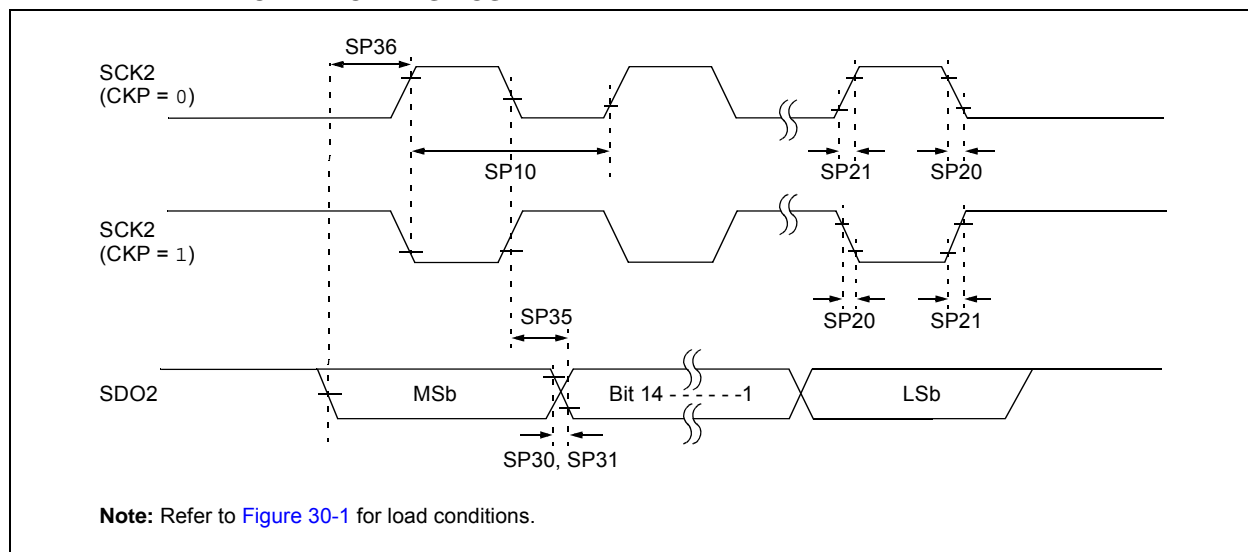 SP36
SCK2
(CKP = 0)
SP10
SP21
SP20
SCK2
(CKP = 1)
SP35
SP20
SP21
SDO2
MSb
Bit 14 - - - - - -1
LSb
SP30, SP31
Note: Refer to Figure 30-1 for load conditions.